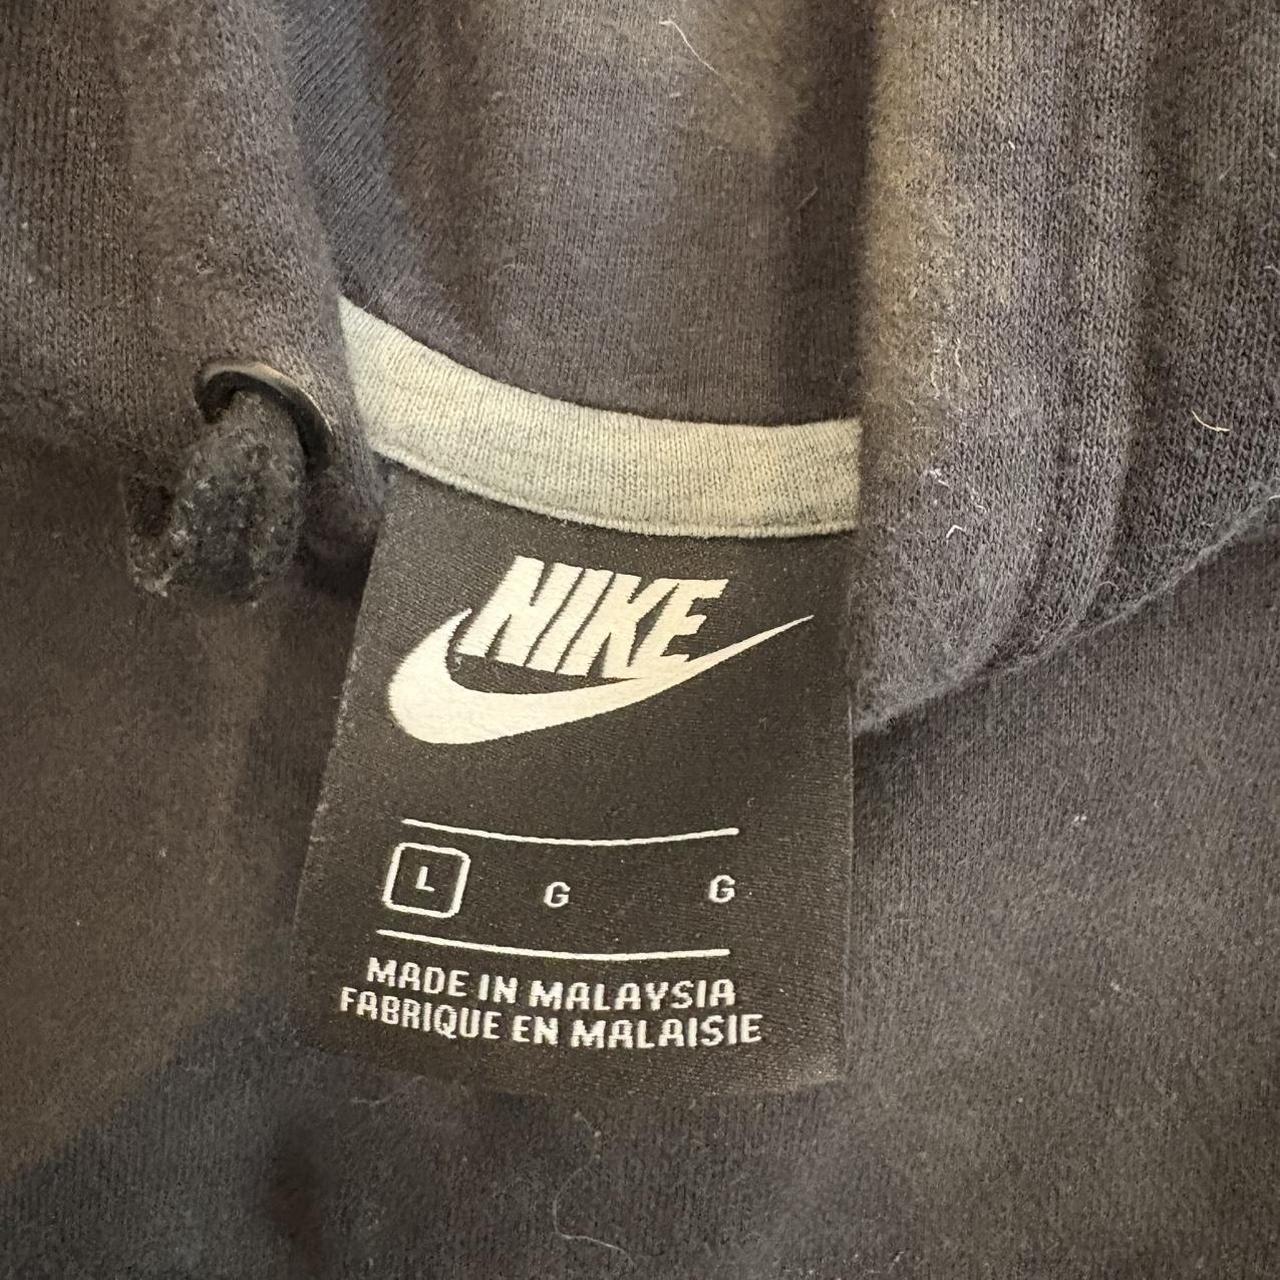 NIKE
L G G
MADE IN MALAYSIA
FABRIQUE EN MALAISIE